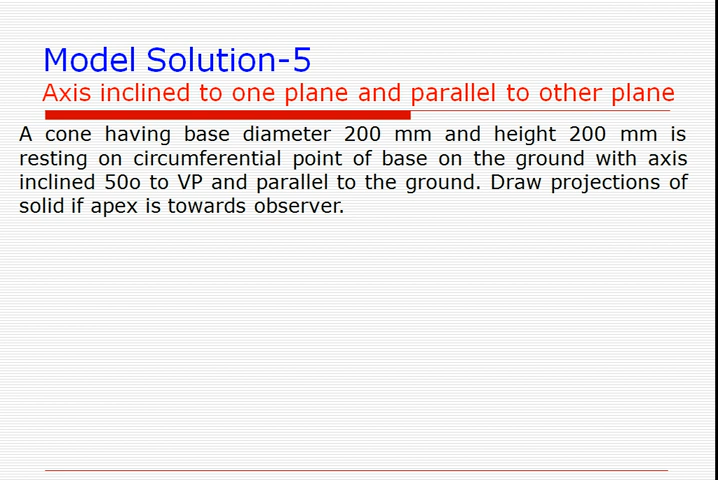 Model Solution-5
Axis inclined to one plane and parallel to other plane
A cone having base diameter 200 mm and height 200 mm is
resting on circumferential point of base on the ground with axis
inclined 50o to VP and parallel to the ground. Draw projections of
solid if apex is towards observer.